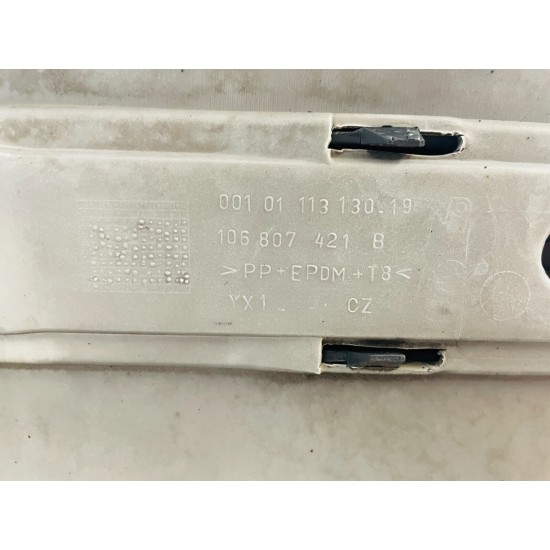 001 01 113 130.19
106 807 421 B
>PP+EPDM+T8<
YX1 CZ